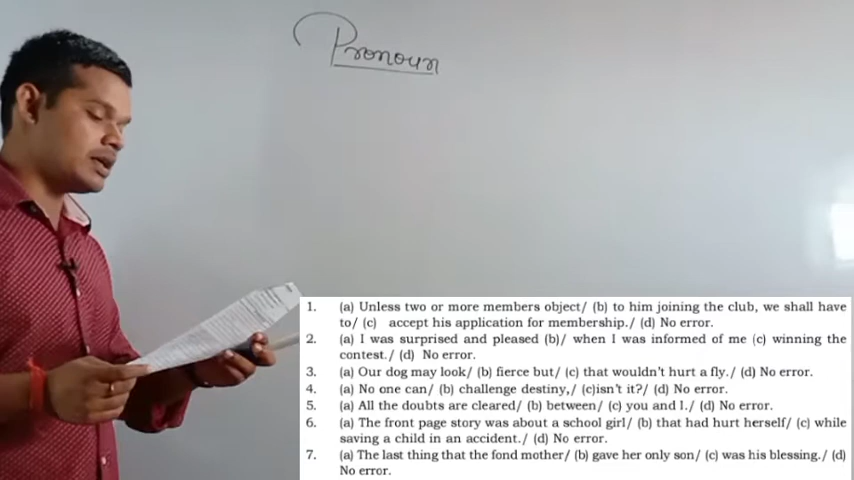 Pronoun
1. (a) Unless two or more members object/ (b) to him joining the club, we shall have
to/ (c) accept his application for membership./ (d) No error.
2. (a) I was surprised and pleased (b)/ when I was informed of me (c) winning the
contest./ (d) No error.
3. (a) Our dog may look/ (b) fierce but/ (c) that wouldn't hurt a fly./ (d) No error.
4. (a) No one can/ (b) challenge destiny,/ (c)isn't it?/ (d) No error.
5. (a) All the doubts are cleared/ (b) between/ (c) you and I./ (d) No error.
6. (a) The front page story was about a school girl/ (b) that had hurt herself/ (c) while
saving a child in an accident./ (d) No error.
7. (a) The last thing that the fond mother/ (b) gave her only son/ (c) was his blessing./ (d)
No error.